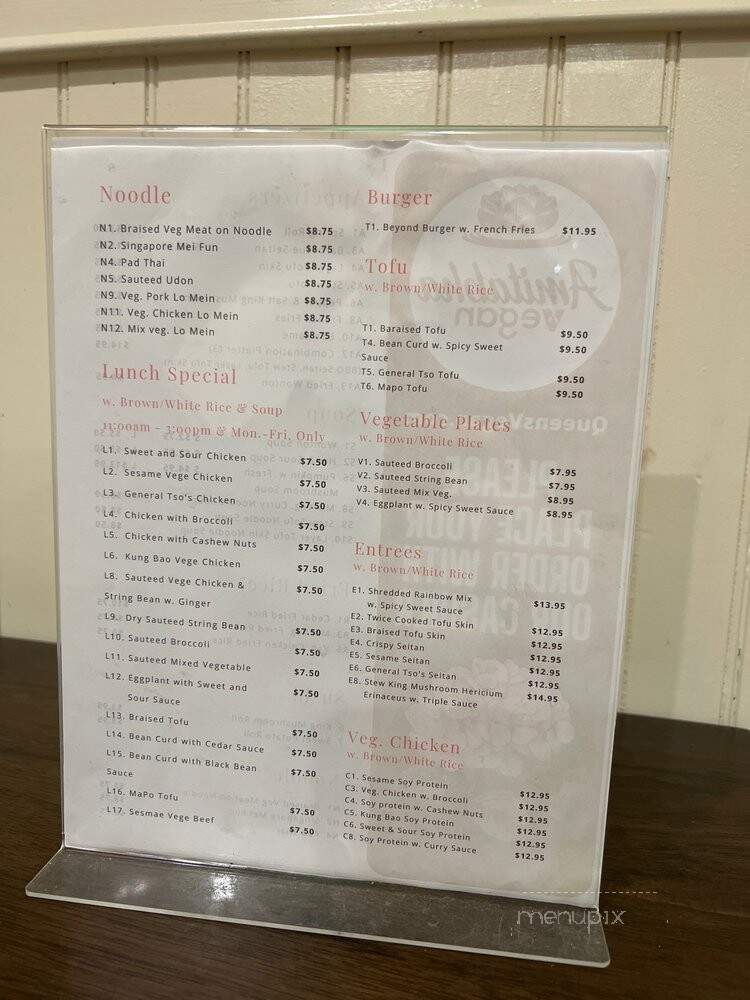 Noodle
N1. Braised Veg Meat on Noodle $8.75
N2. Singapore Mei Fun $8.75
N4. Pad Thai $8.75
N5. Sauteed Udon $8.75
N9. Veg. Pork Lo Mein $8.75
N11. Veg. Chicken Lo Mein $8.75
N12. Mix veg. Lo Mein $8.75
Lunch Special
w. Brown/White Rice & Soup
11:00am - 3:00pm & Mon.-Fri, Only
L1. Sweet and Sour Chicken $7.50
L2. Sesame Vege Chicken $7.50
L3. General Tso's Chicken $7.50
L4. Chicken with Broccoli $7.50
L5. Chicken with Cashew Nuts $7.50
L6. Kung Bao Vege Chicken $7.50
L8. Sauteed Vege Chicken & $7.50
String Bean w. Ginger
L9. Dry Sauteed String Bean $7.50
L10. Sauteed Broccoli $7.50
L11. Sauteed Mixed Vegetable $7.50
L12. Eggplant with Sweet and $7.50
Sour Sauce
L13. Braised Tofu $7.50
L14. Bean Curd with Cedar Sauce $7.50
L15. Bean Curd with Black Bean $7.50
Sauce
L16. MaPo Tofu $7.50
L17. Sesmae Vege Beef $7.50
Burger
T1. Beyond Burger w. French Fries $11.95
Tofu
w. Brown/White Rice
T1. Baraised Tofu $9.50
T4. Bean Curd w. Spicy Sweet $9.50
Sauce
T5. General Tso Tofu $9.50
T6. Mapo Tofu $9.50
Vegetable Plates
w. Brown/White Rice
V1. Sauteed Broccoli $7.95
V2. Sauteed String Bean $7.95
V3. Sauteed Mix Veg. $8.95
V4. Eggplant w. Spicy Sweet Sauce $8.95
Entrees
w. Brown/White Rice
E1. Shredded Rainbow Mix $13.95
w. Spicy Sweet Sauce
E2. Twice Cooked Tofu Skin $12.95
E3. Braised Tofu Skin $12.95
E4. Crispy Seitan $12.95
E5. Sesame Seitan $12.95
E6. General Tso's Seitan $12.95
E8. Stew King Mushroom Hericium $14.95
Erinaceus w. Triple Sauce
Veg. Chicken
w. Brown/White Rice
C1. Sesame Soy Protein $12.95
C3. Veg. Chicken w. Broccoli $12.95
C4. Soy protein w. Cashew Nuts $12.95
C5. Kung Bao Soy Protein $12.95
C6. Sweet & Sour Soy Protein $12.95
C8. Soy Protein w. Curry Sauce $12.95
menupix